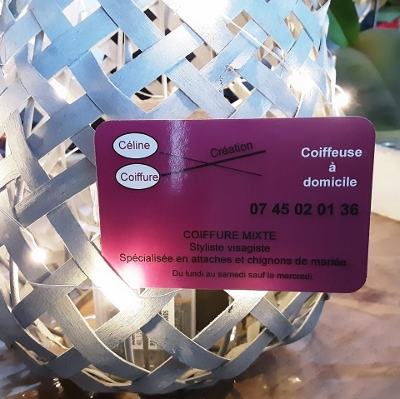 Céline
Création
Coiffure
Coiffeuse
à
domicile
07 45 02 01 36
COIFFURE MIXTE
Styliste visagiste
Spécialisée en attaches et chignons de mariée
Du lundi au samedi sauf le mercredi